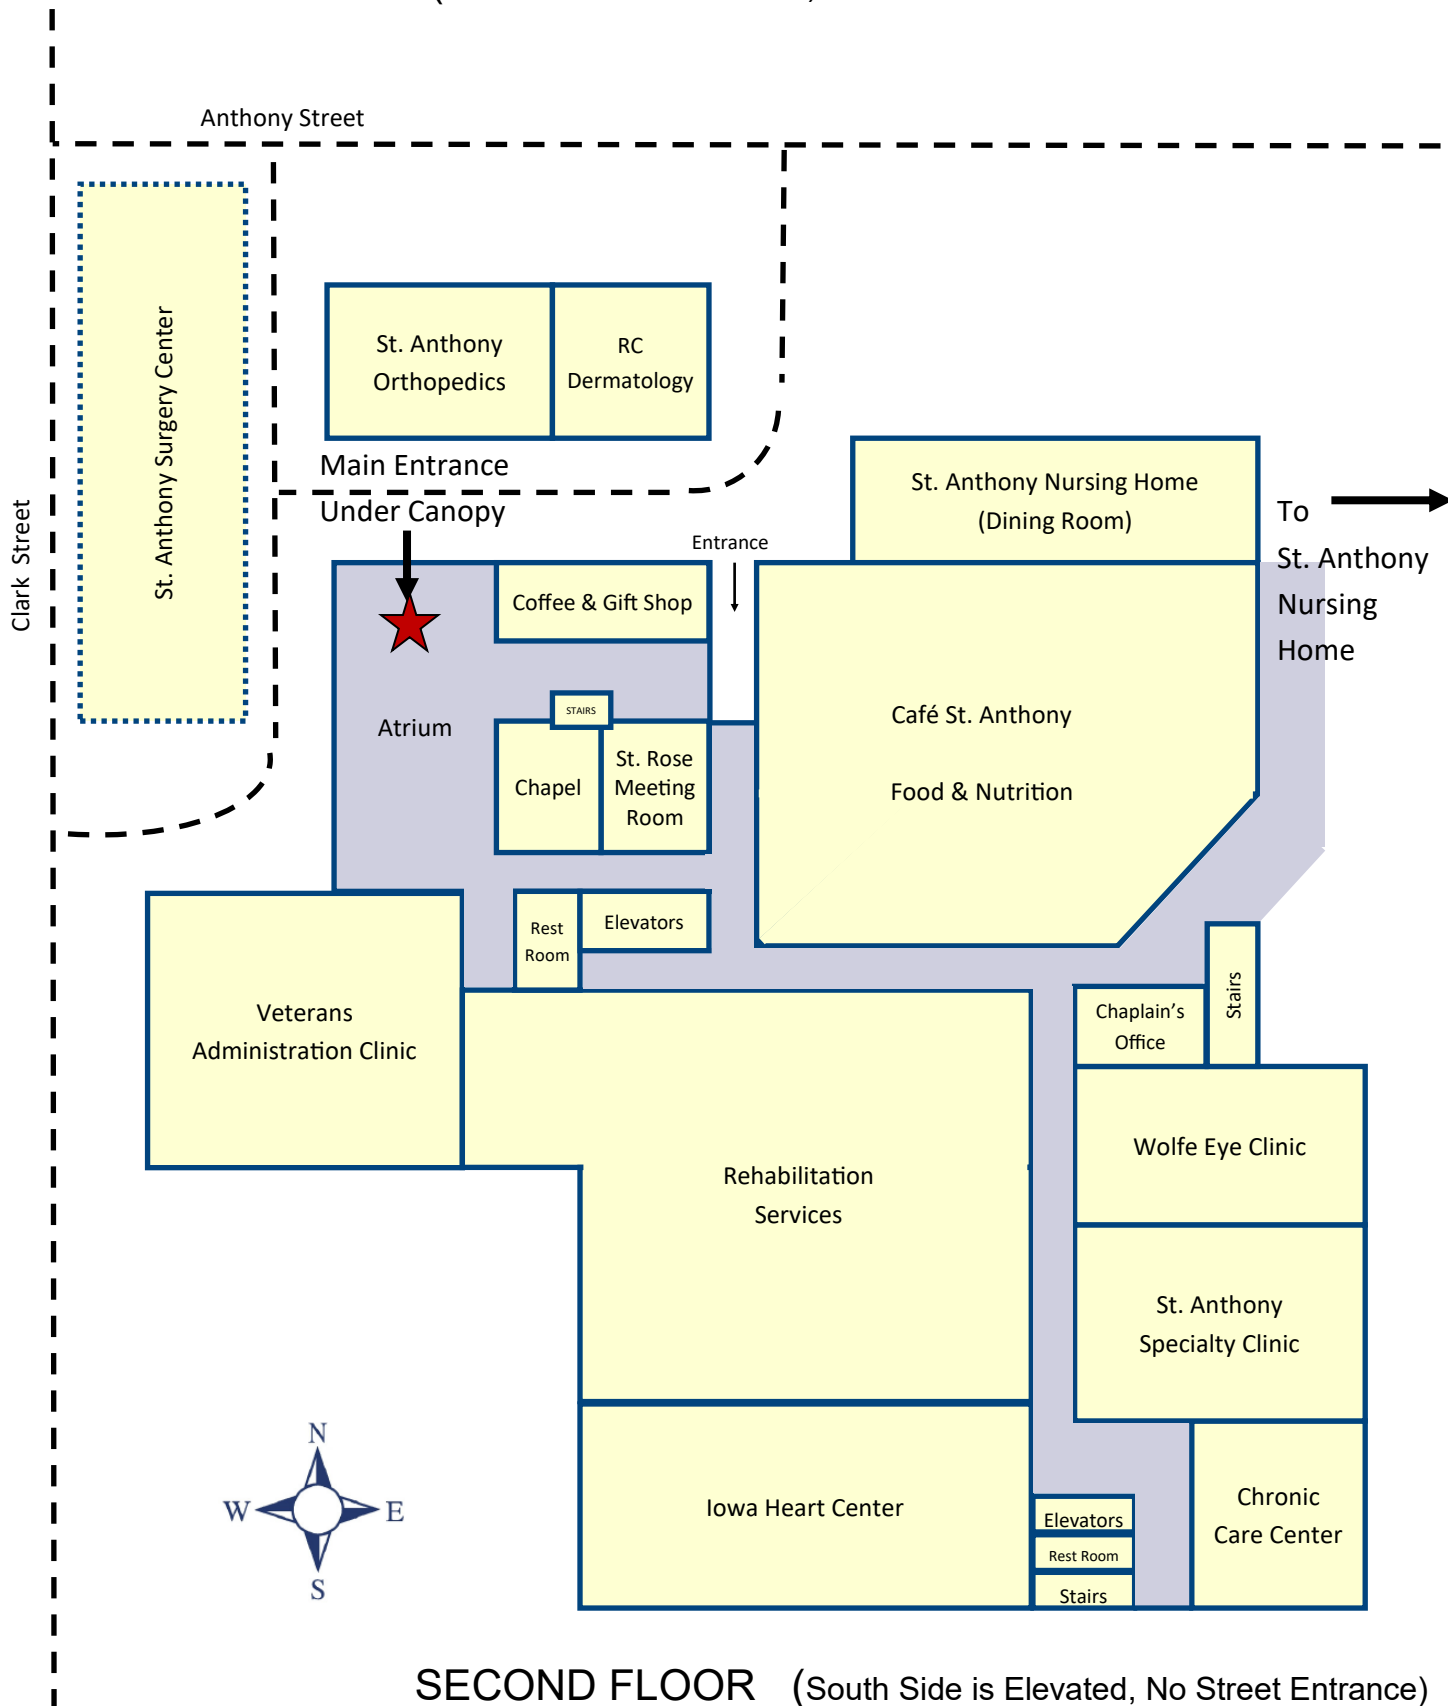 Anthony Street
Clark Street
St. Anthony Surgery Center
St. Anthony
Orthopedics
RC
Dermatology
Main Entrance
Under Canopy
St. Anthony Nursing Home
(Dining Room)
To
St. Anthony
Nursing
Home
Entrance
Coffee & Gift Shop
Atrium
STAIRS
Chapel
St. Rose
Meeting
Room
Café St. Anthony
Food & Nutrition
Rest
Room
Elevators
Veterans
Administration Clinic
Chaplain’s
Office
Stairs
Wolfe Eye Clinic
Rehabilitation
Services
St. Anthony
Specialty Clinic
Iowa Heart Center
Elevators
Rest Room
Stairs
Chronic
Care Center
N
W
E
S
SECOND FLOOR (South Side is Elevated, No Street Entrance)